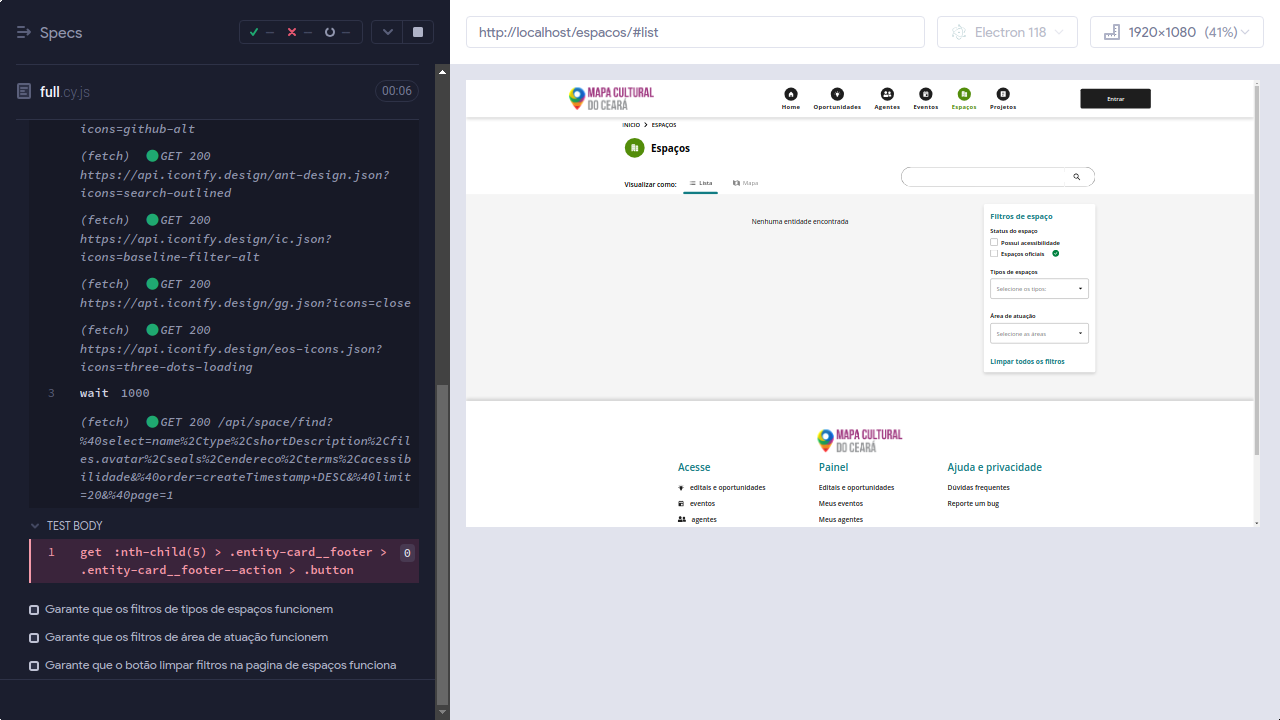 Specs
--
--
--
full.cy.js
00:06
icons=github-alt
(fetch) GET 200
https://api.iconify.design/ant-design.json?
icons=search-outlined
(fetch) GET 200
https://api.iconify.design/ic.json?
icons=baseline-filter-alt
(fetch) GET 200
https://api.iconify.design/gg.json?icons=close
(fetch) GET 200
https://api.iconify.design/eos-icons.json?
icons=three-dots-loading
3 wait 1000
(fetch) GET 200 /api/space/find?
%40select=name%2Ctype%2CshortDescription%2Cfil
es.avatar%2Cseals%2Cendereco%2Cterms%2Cacessib
ilidade&%40order=createTimestamp+DESC&%40limit
=20&%40page=1
TEST BODY
1 get :nth-child(5) > .entity-card__footer > 0
.entity-card__footer--action > .button
Garante que os filtros de tipos de espaços funcionem
Garante que os filtros de área de atuação funcionem
Garante que o botão limpar filtros na pagina de espaços funciona
http://localhost/espacos/#list
Electron 118
1920×1080 (41%)
MAPA CULTURAL
DO CEARÁ
Home
Oportunidades
Agentes
Eventos
Espaços
Projetos
Entrar
INICIO > ESPAÇOS
Espaços
Visualizar como:
Lista
Mapa
Nenhuma entidade encontrada
Filtros de espaço
Status do espaço
Possui acessibilidade
Espaços oficiais
Tipos de espaços
Selecione os tipos:
Área de atuação
Selecione as áreas
Limpar todos os filtros
MAPA CULTURAL
DO CEARÁ
Acesse
editais e oportunidades
eventos
agentes
Painel
Editais e oportunidades
Meus eventos
Meus agentes
Ajuda e privacidade
Dúvidas frequentes
Reporte um bug